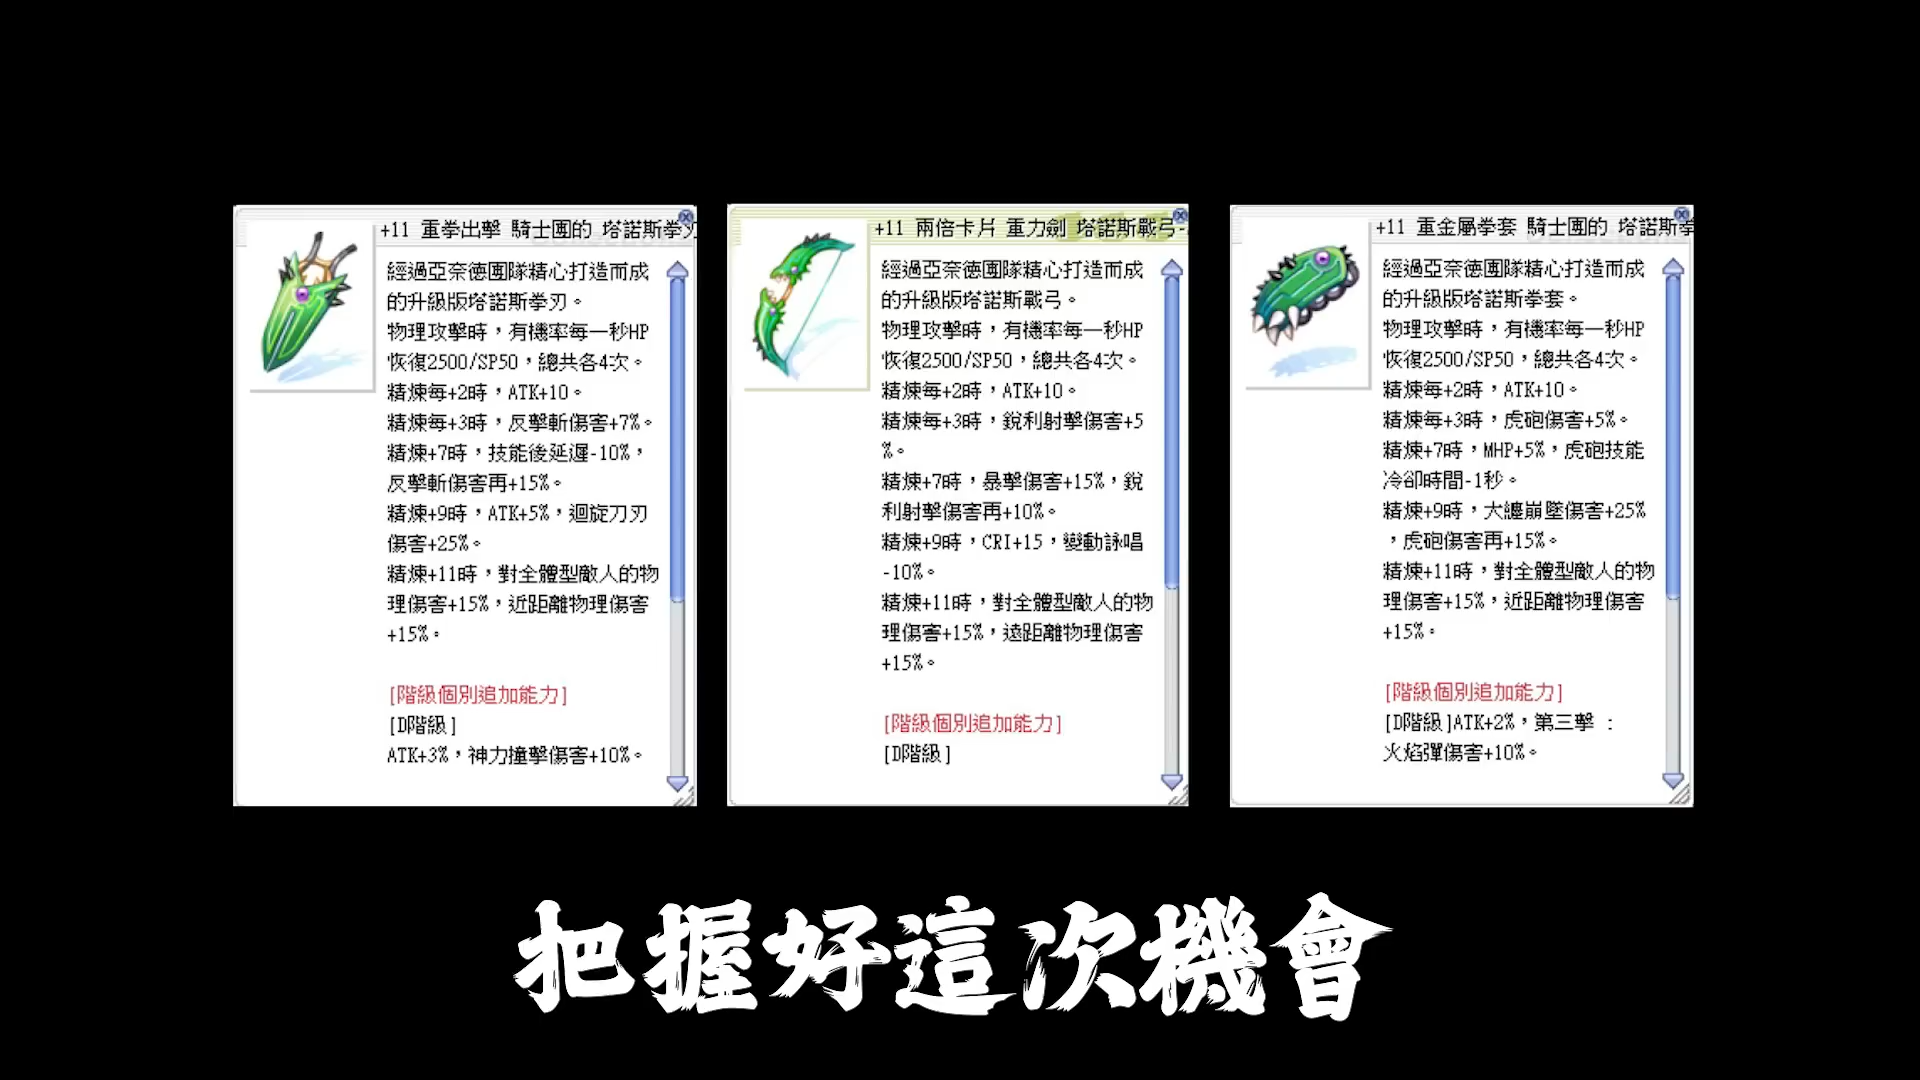 +11 重拳出擊 騎士團的 塔諾斯拳刃
經過亞奈德團隊精心打造而成
的升級版塔諾斯拳刃。
物理攻擊時，有機率每一秒HP
恢復2500/SP50，總共各4次。
精煉每+2時，ATK+10。
精煉每+3時，反擊斬傷害+7%。
精煉+7時，技能後延遲-10%，
反擊斬傷害再+15%。
精煉+9時，ATK+5%，迴旋刀刃
傷害+25%。
精煉+11時，對全體型敵人的物
理傷害+15%，近距離物理傷害
+15%。
[階級個別追加能力]
[D階級]
ATK+3%，神力撞擊傷害+10%。
+11 兩倍卡片 重力劍 塔諾斯戰弓-
經過亞奈德團隊精心打造而成
的升級版塔諾斯戰弓。
物理攻擊時，有機率每一秒HP
恢復2500/SP50，總共各4次。
精煉每+2時，ATK+10。
精煉每+3時，銳利射擊傷害+5
%。
精煉+7時，暴擊傷害+15%，銳
利射擊傷害再+10%。
精煉+9時，CRI+15，變動詠唱
-10%。
精煉+11時，對全體型敵人的物
理傷害+15%，遠距離物理傷害
+15%。
[階級個別追加能力]
[D階級]
+11 重金屬拳套 騎士團的 塔諾斯拳
經過亞奈德團隊精心打造而成
的升級版塔諾斯拳套。
物理攻擊時，有機率每一秒HP
恢復2500/SP50，總共各4次。
精煉每+2時，ATK+10。
精煉每+3時，虎砲傷害+5%。
精煉+7時，MHP+5%，虎砲技能
冷卻時間-1秒。
精煉+9時，大纏崩墜傷害+25%
，虎砲傷害再+15%。
精煉+11時，對全體型敵人的物
理傷害+15%，近距離物理傷害
+15%。
[階級個別追加能力]
[D階級]ATK+2%，第三擊 :
火焰彈傷害+10%。
把握好這次機會